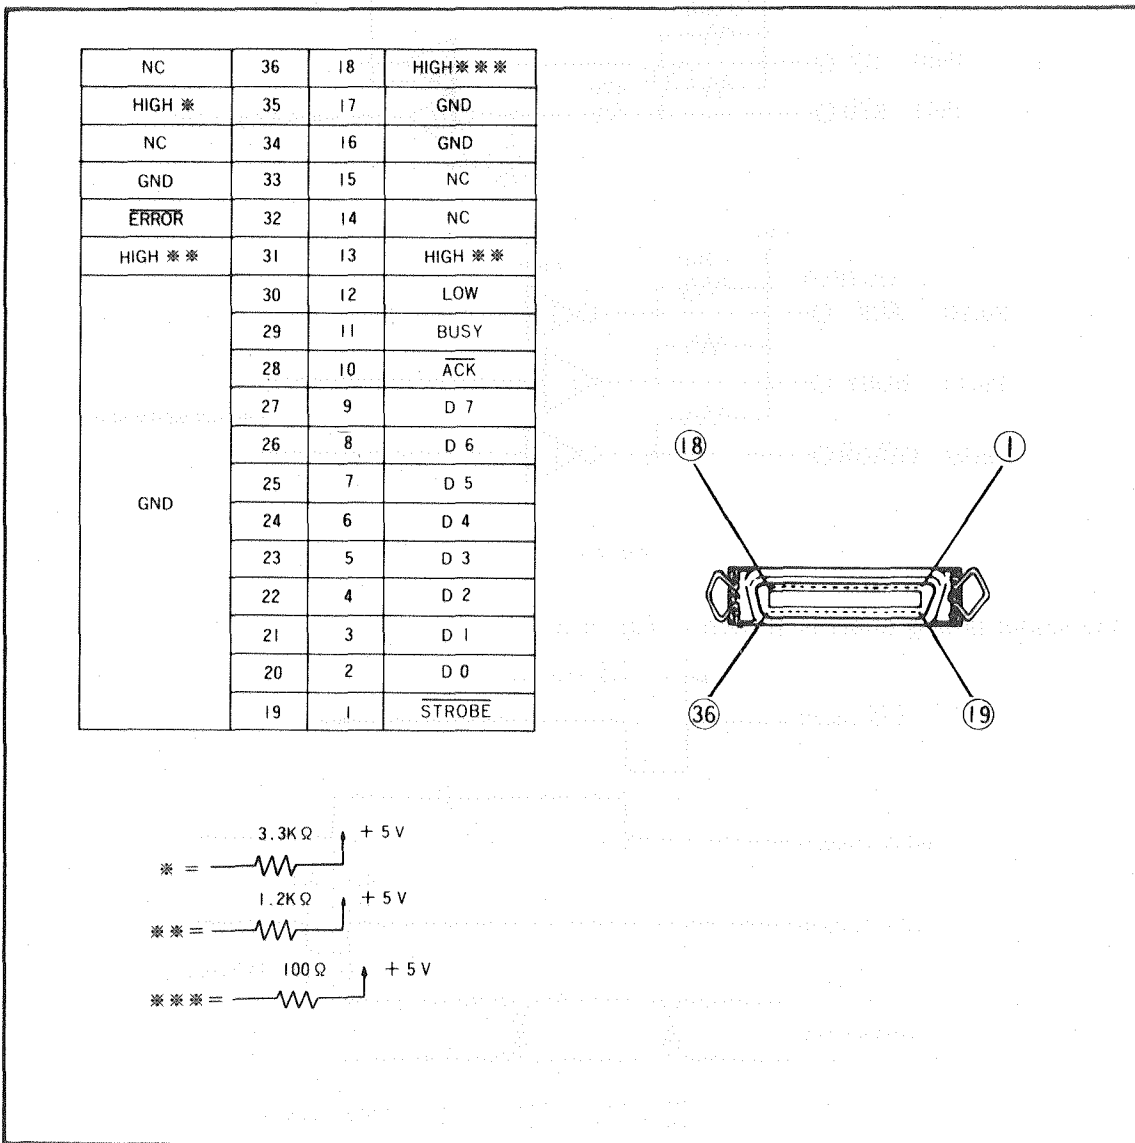 NC 36 18 HIGH※※※
HIGH ※ 35 17 GND
NC 34 16 GND
GND 33 15 NC
ERROR 32 14 NC
HIGH ※※ 31 13 HIGH ※※
30 12 LOW
29 11 BUSY
28 10 ACK
27 9 D 7
26 8 D 6
GND 25 7 D 5
24 6 D 4
23 5 D 3
22 4 D 2
21 3 D 1
20 2 D 0
19 1 STROBE
18 1
36 19
3.3KΩ +5V
※ =
1.2KΩ +5V
※※ =
100Ω +5V
※※※ =